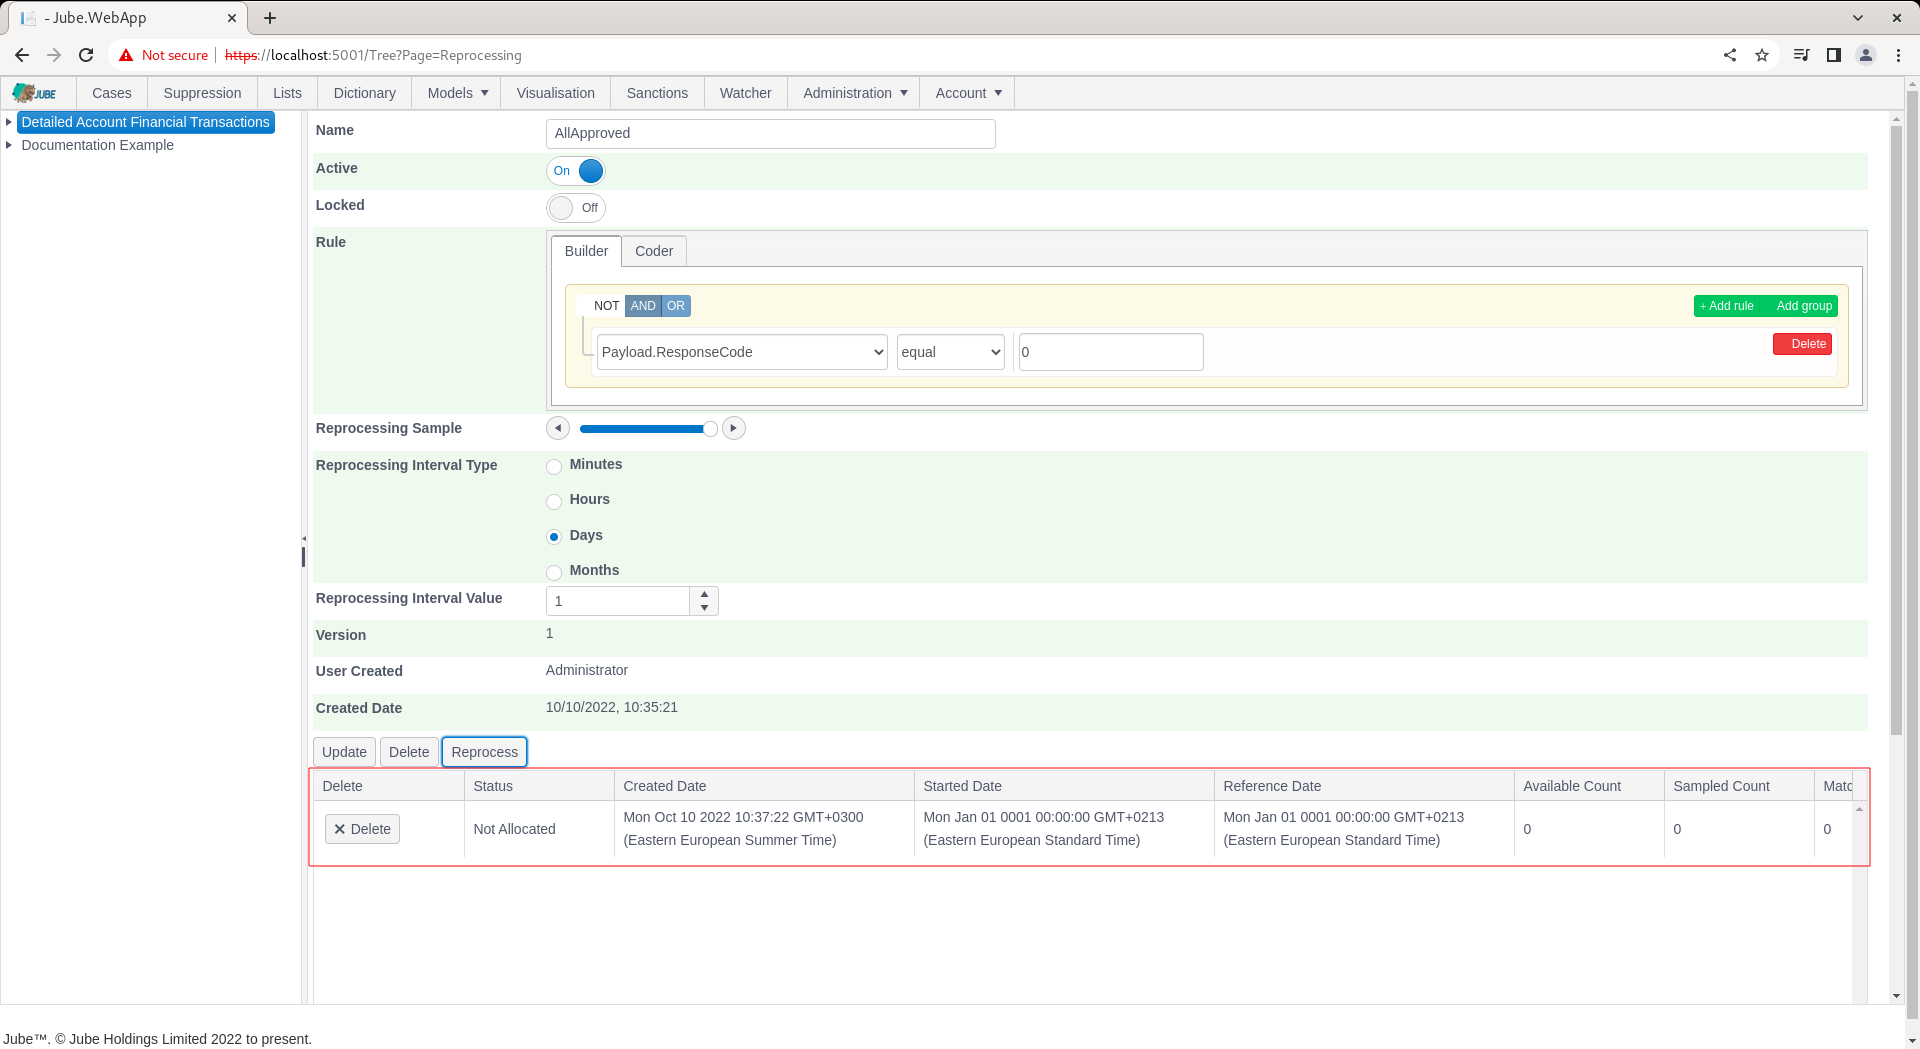 - Jube.WebApp
Not secure https://localhost:5001/Tree?Page=Reprocessing
JUBE Cases Suppression Lists Dictionary Models Visualisation Sanctions Watcher Administration Account
Detailed Account Financial Transactions
Documentation Example
Name AllApproved
Active On
Locked Off
Rule Builder Coder
NOT AND OR + Add rule Add group
Payload.ResponseCode equal 0 Delete
Reprocessing Sample
Reprocessing Interval Type Minutes
Hours
Days
Months
Reprocessing Interval Value 1
Version 1
User Created Administrator
Created Date 10/10/2022, 10:35:21
Update Delete Reprocess
Delete Status Created Date Started Date Reference Date Available Count Sampled Count Matc
Delete Not Allocated Mon Oct 10 2022 10:37:22 GMT+0300 Mon Jan 01 0001 00:00:00 GMT+0213 Mon Jan 01 0001 00:00:00 GMT+0213 0 0 0
(Eastern European Summer Time) (Eastern European Standard Time) (Eastern European Standard Time)
Jube™. © Jube Holdings Limited 2022 to present.